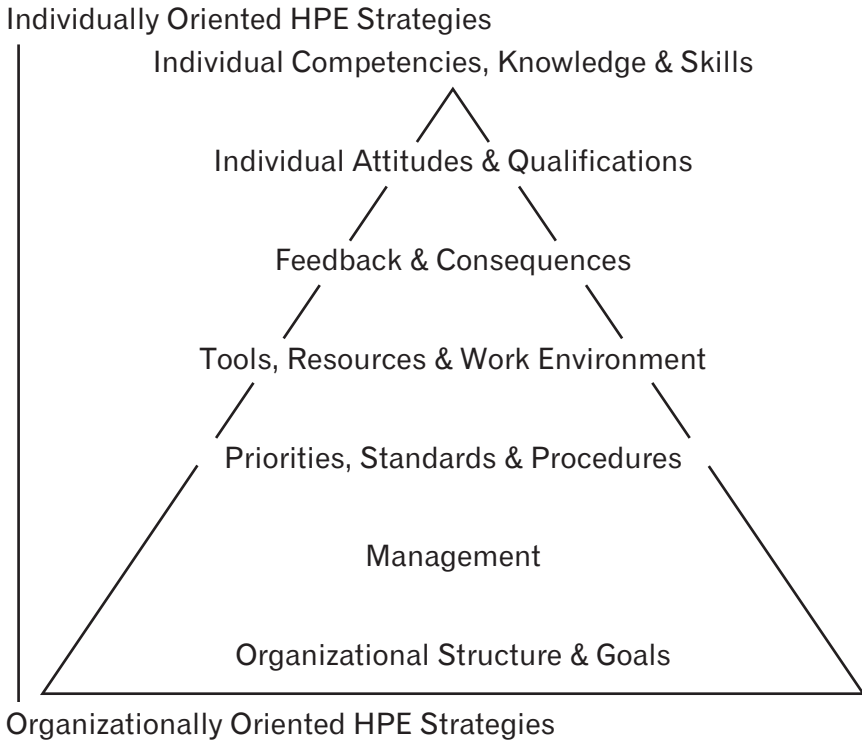 Individually Oriented HPE Strategies
Individual Competencies, Knowledge & Skills
Individual Attitudes & Qualifications
Feedback & Consequences
Tools, Resources & Work Environment
Priorities, Standards & Procedures
Management
Organizational Structure & Goals
Organizationally Oriented HPE Strategies